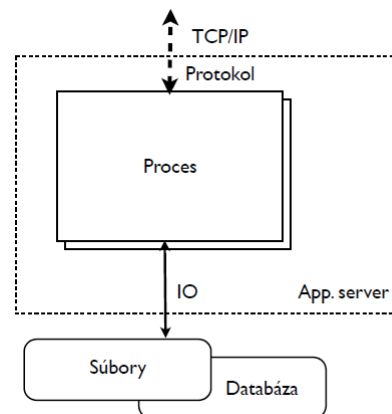 TCP/IP
Protokol
Proces
IO
App. server
Súbory
Databáza